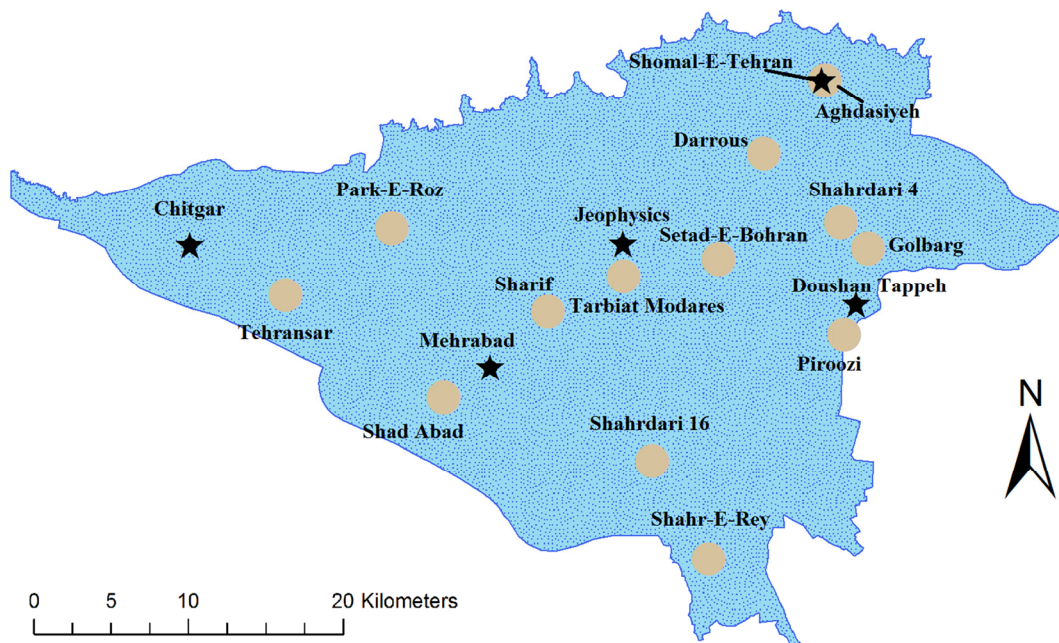 Shomal-E-Tehran
Aghdasiyeh
Darrous
Park-E-Roz
Shahrdari 4
Chitgar
Jeophysics
Setad-E-Bohran
Golbarg
Sharif
Doushan Tappeh
Tarbiat Modares
Tehransar
Mehrabad
Piroozi
Shad Abad
Shahrdari 16
N
Shahr-E-Rey
0 5 10 20 Kilometers